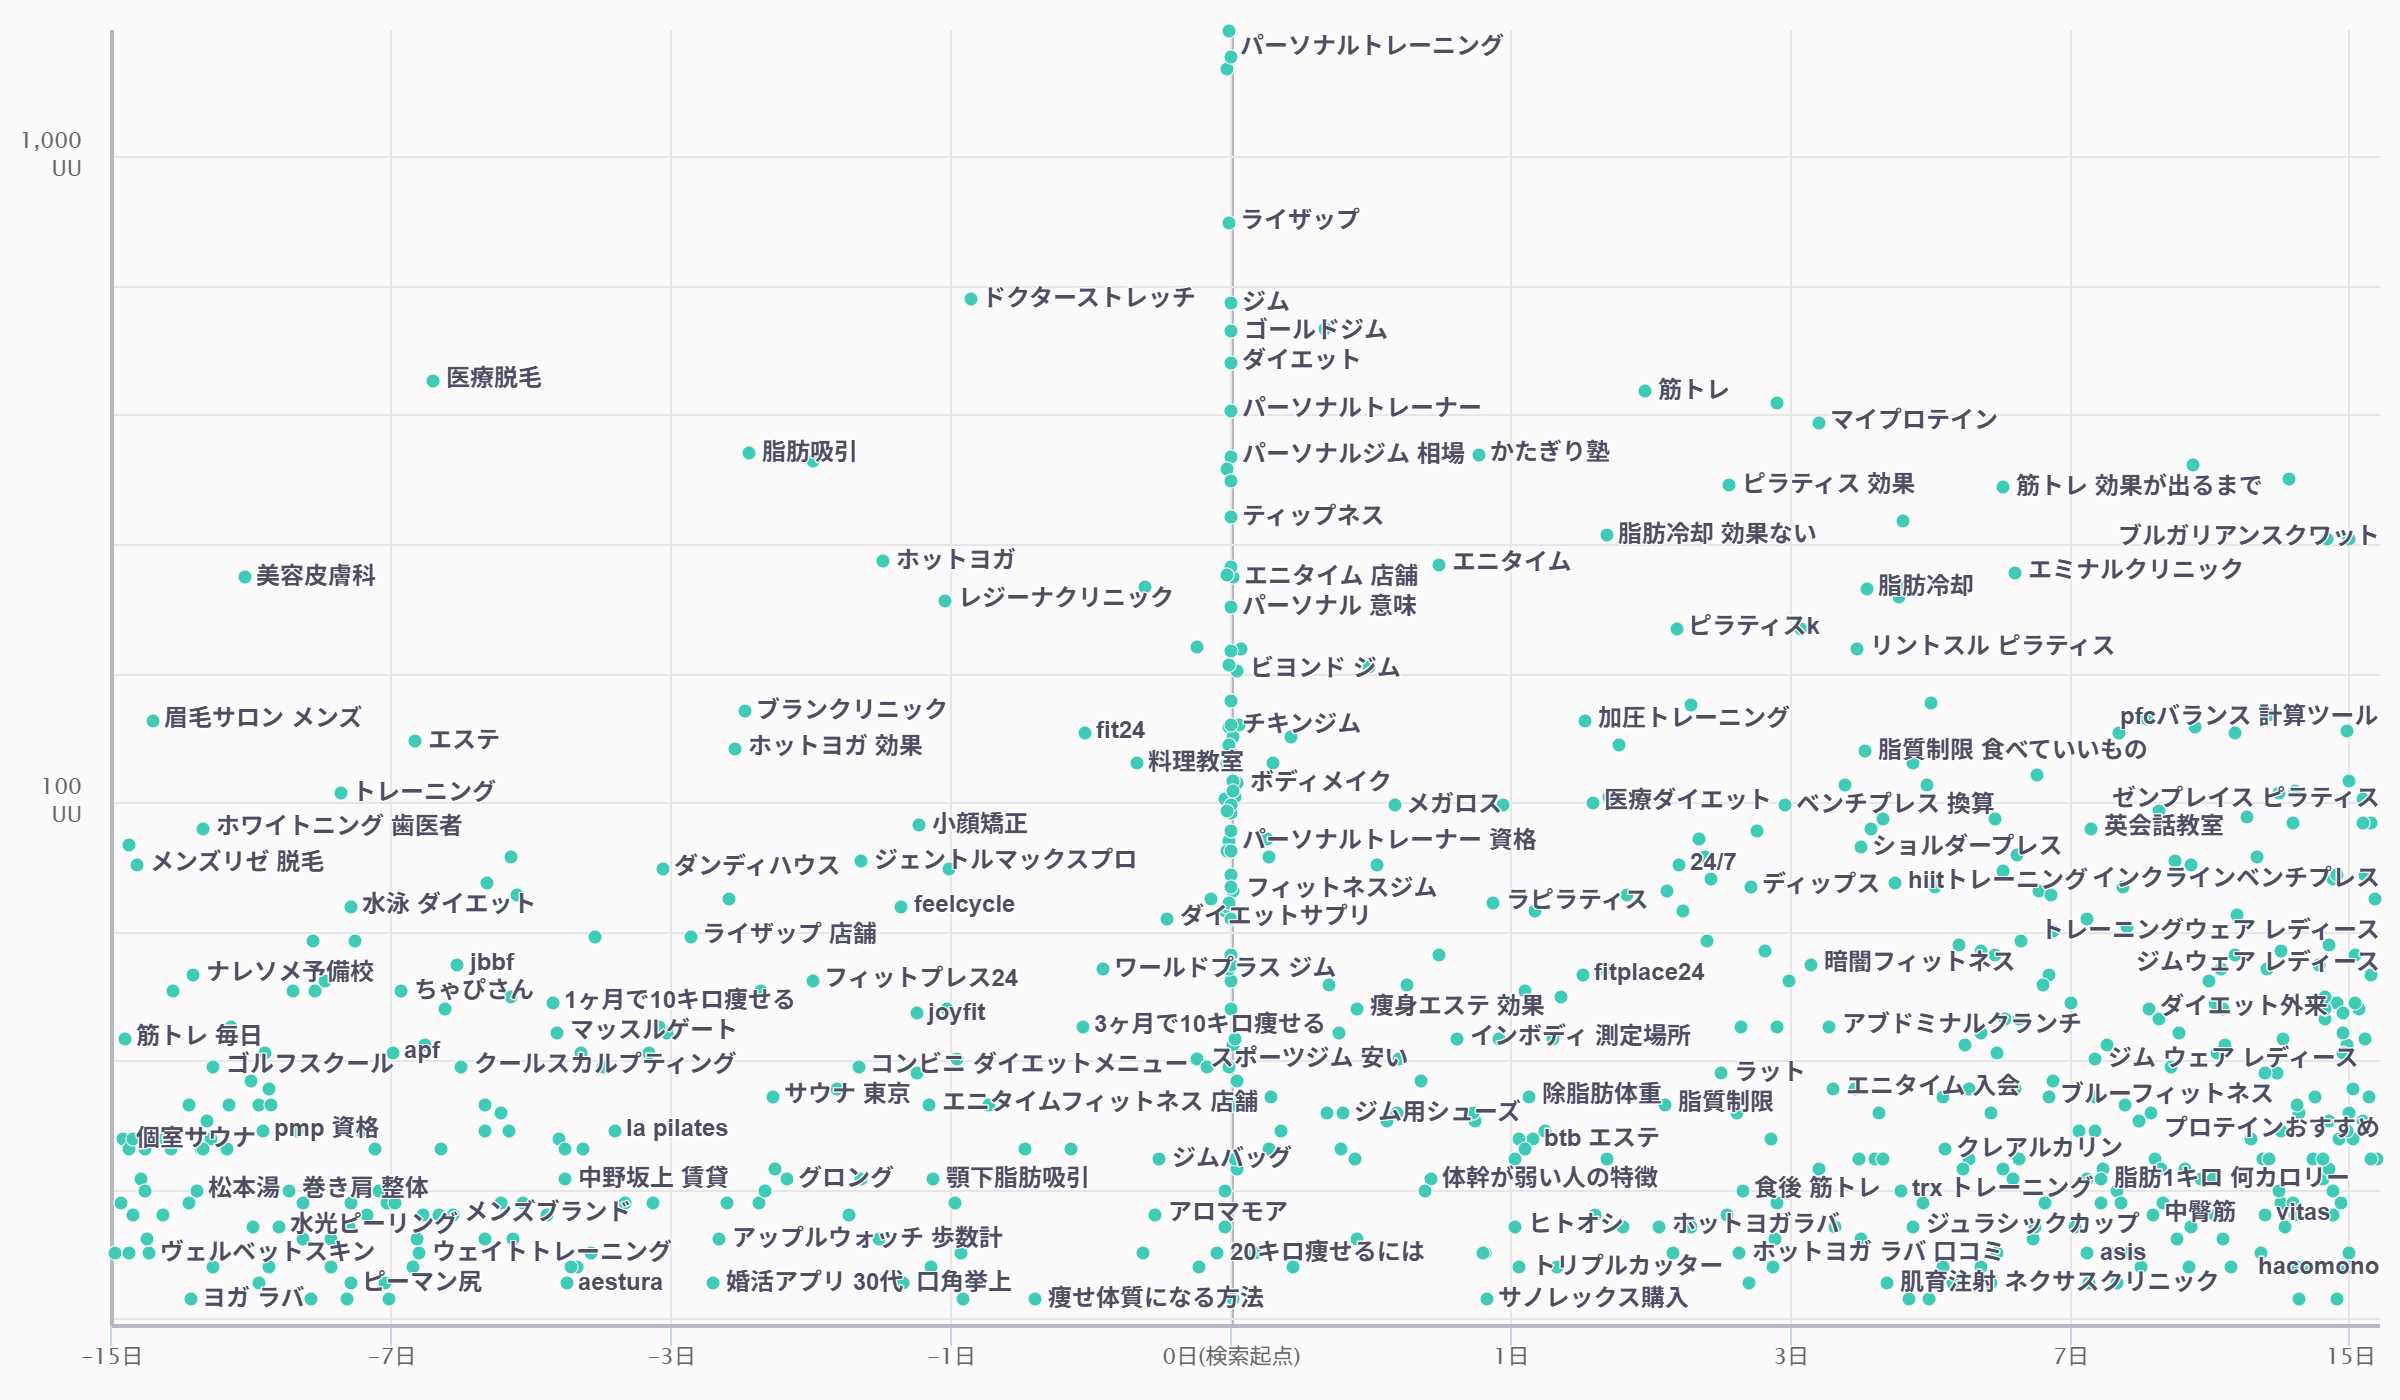 パーソナルトレーニング
1,000
UU
ライザップ
ドクターストレッチ
ジム
ゴールドジム
ダイエット
医療脱毛
筋トレ
パーソナルトレーナー
マイプロテイン
脂肪吸引
パーソナルジム 相場
かたぎり塾
ピラティス 効果
筋トレ 効果が出るまで
ティップネス
脂肪冷却 効果ない
ブルガリアンスクワット
ホットヨガ
エニタイム
美容皮膚科
エニタイム 店舗
エミナルクリニック
脂肪冷却
レジーナクリニック
パーソナル 意味
ピラティスk
リントスル ピラティス
ビヨンド ジム
眉毛サロン メンズ
ブランクリニック
fit24
チキンジム
加圧トレーニング
pfcバランス 計算ツール
エステ
ホットヨガ 効果
料理教室
脂質制限 食べていいもの
100
UU
トレーニング
ボディメイク
メガロス
医療ダイエット
ベンチプレス 換算
ゼンプレイス ピラティス
ホワイトニング 歯医者
小顔矯正
英会話教室
パーソナルトレーナー 資格
ショルダープレス
メンズリゼ 脱毛
ダンディハウス
ジェントルマックスプロ
24/7
フィットネスジム
ディップス
hiitトレーニング
インクラインベンチプレス
水泳 ダイエット
feelcycle
ダイエットサプリ
ラピラティス
ライザップ 店舗
トレーニングウェア レディース
ナレソメ予備校
jbbf
フィットプレス24
ワールドプラス ジム
fitplace24
暗闇フィットネス
ジムウェア レディース
ちゃぴさん
1ヶ月で10キロ痩せる
joyfit
痩身エステ 効果
ダイエット外来
筋トレ 毎日
マッスルゲート
3ヶ月で10キロ痩せる
インボディ 測定場所
アブドミナルクランチ
ゴルフスクール
apf
クールスカルプティング
コンビニ ダイエットメニュー
スポーツジム 安い
ラット
ジム ウェア レディース
サウナ 東京
エニタイムフィットネス 店舗
ジム用シューズ
除脂肪体重
脂質制限
エニタイム 入会
ブルーフィットネス
個室サウナ
pmp 資格
la pilates
btb エステ
クレアルカリン
プロテインおすすめ
ジムバッグ
松本湯
巻き肩 整体
中野坂上 賃貸
グロング
顎下脂肪吸引
体幹が弱い人の特徴
食後 筋トレ
trx トレーニング
脂肪1キロ 何カロリー
水光ピーリング
メンズブランド
アロマモア
ヒトオシ
ホットヨガラバ
ジュラシックカップ
中臀筋
vitas
ヴェルベットスキン
ウェイトトレーニング
アップルウォッチ 歩数計
20キロ痩せるには
トリプルカッター
ホットヨガ ラバ 口コミ
asis
hacomono
ヨガ ラバ
ピーマン尻
aestura
婚活アプリ 30代
口角挙上
痩せ体質になる方法
サノレックス購入
肌育注射
ネクサスクリニック
-15日
-7日
-3日
-1日
0日(検索起点)
1日
3日
7日
15日